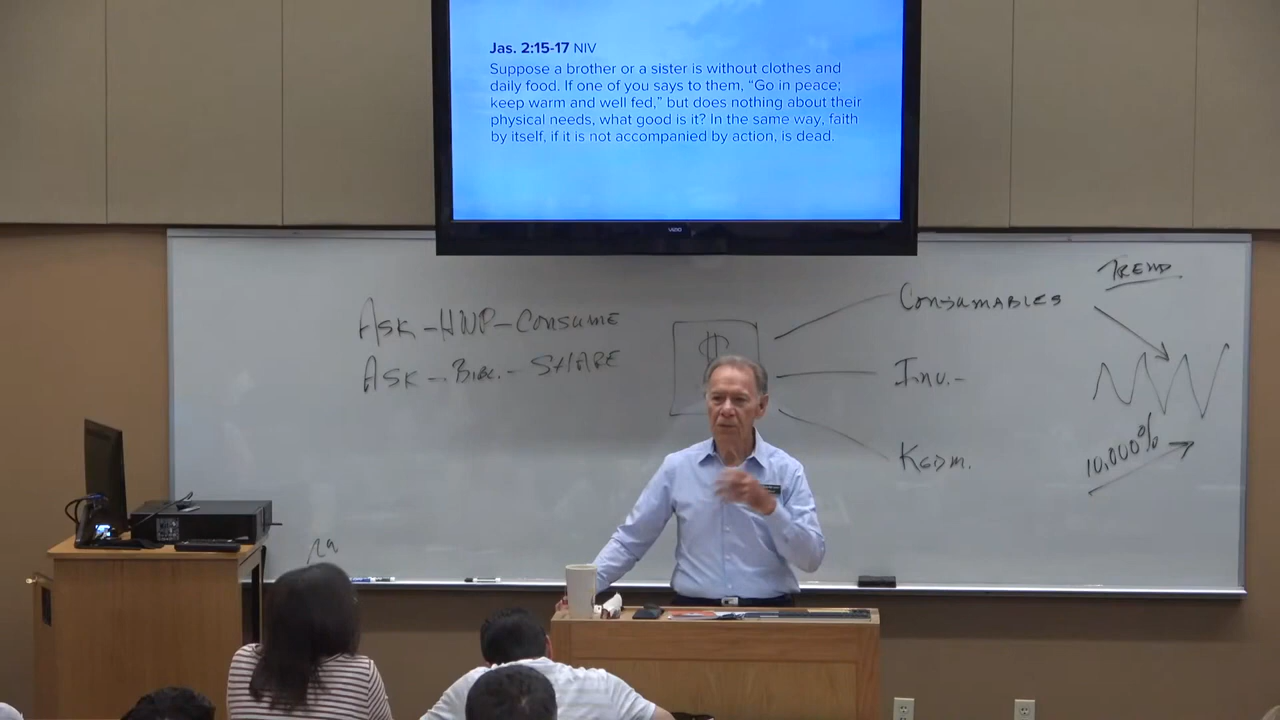 Jas. 2:15-17 NIV
Suppose a brother or a sister is without clothes and
daily food. If one of you says to them, “Go in peace;
keep warm and well fed,” but does nothing about their
physical needs, what good is it? In the same way, faith
by itself, if it is not accompanied by action, is dead.
VIZIO
TREND
ASK-HWP-CONSUME
$
CONSUMABLES
ASK-BIBL.-SHARE
INV.-
KGDM.
10,000%